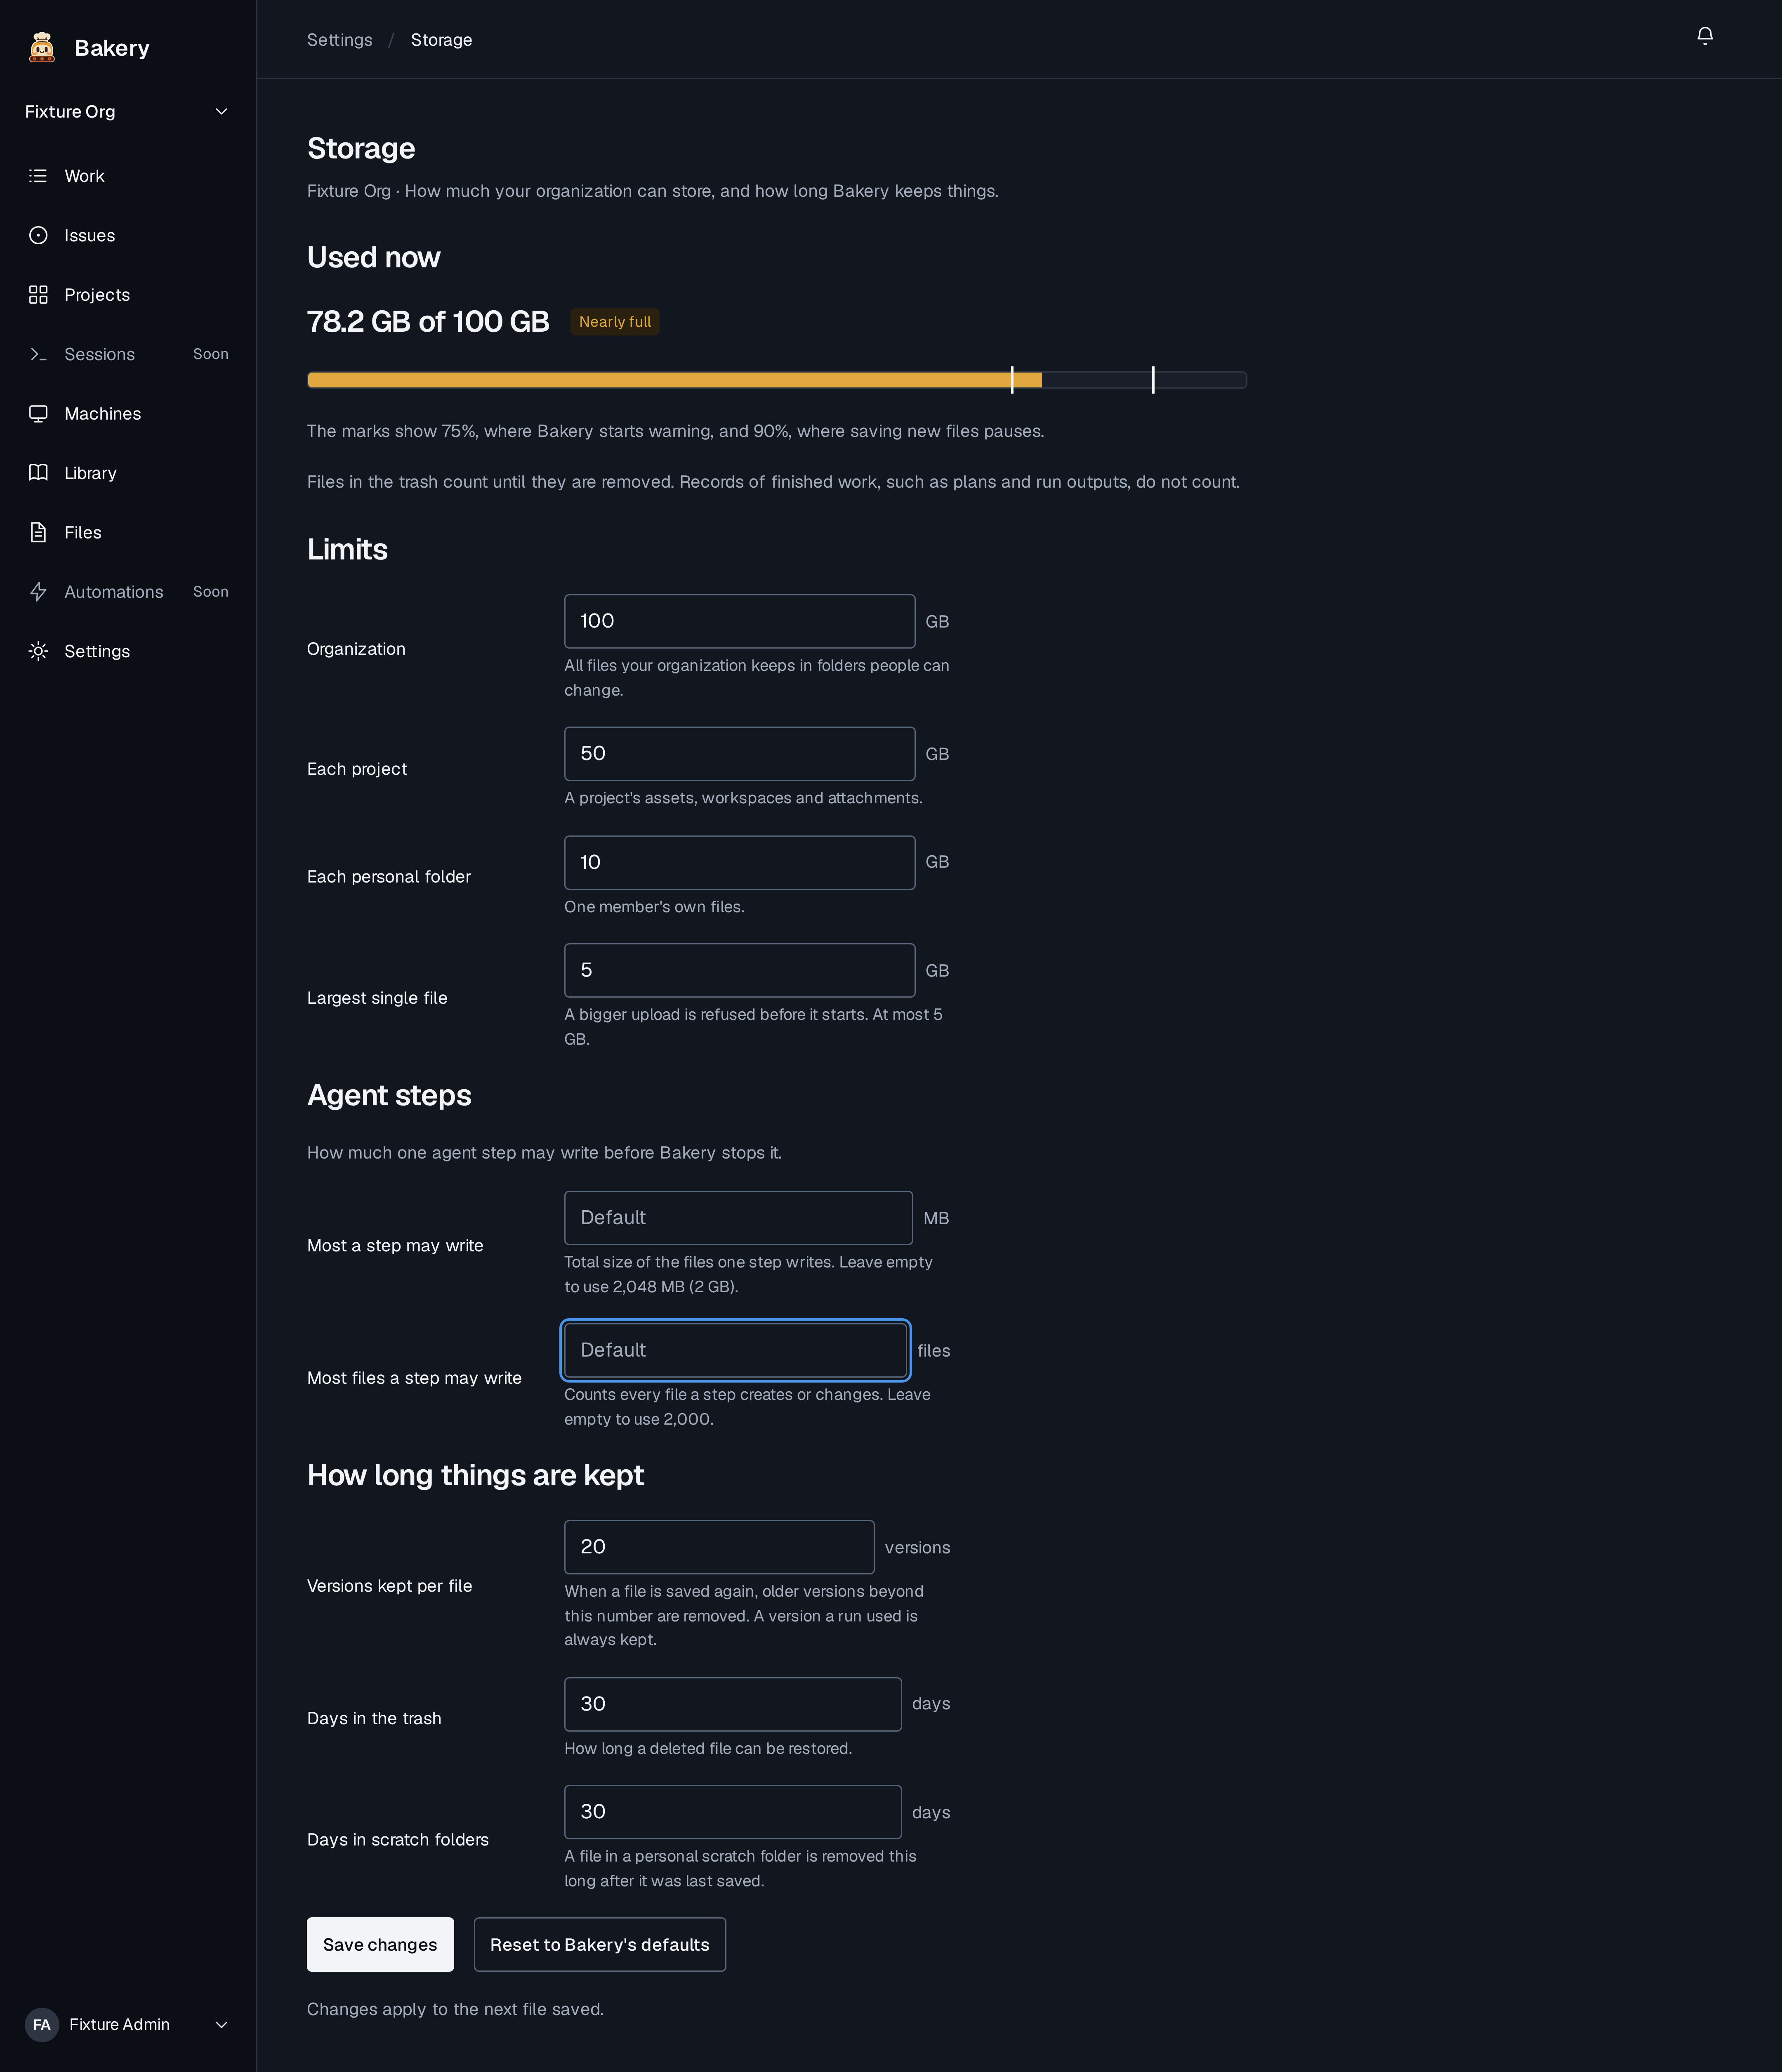 Bakery
Fixture Org
Work
Issues
Projects
Sessions Soon
Machines
Library
Files
Automations Soon
Settings
FA Fixture Admin
Settings / Storage
Storage
Fixture Org · How much your organization can store, and how long Bakery keeps things.
Used now
78.2 GB of 100 GB Nearly full
The marks show 75%, where Bakery starts warning, and 90%, where saving new files pauses.
Files in the trash count until they are removed. Records of finished work, such as plans and run outputs, do not count.
Limits
Organization
100 GB
All files your organization keeps in folders people can
change.
Each project
50 GB
A project's assets, workspaces and attachments.
Each personal folder
10 GB
One member's own files.
Largest single file
5 GB
A bigger upload is refused before it starts. At most 5
GB.
Agent steps
How much one agent step may write before Bakery stops it.
Most a step may write
Default MB
Total size of the files one step writes. Leave empty
to use 2,048 MB (2 GB).
Most files a step may write
Default files
Counts every file a step creates or changes. Leave
empty to use 2,000.
How long things are kept
Versions kept per file
20 versions
When a file is saved again, older versions beyond
this number are removed. A version a run used is
always kept.
Days in the trash
30 days
How long a deleted file can be restored.
Days in scratch folders
30 days
A file in a personal scratch folder is removed this
long after it was last saved.
Save changes Reset to Bakery's defaults
Changes apply to the next file saved.